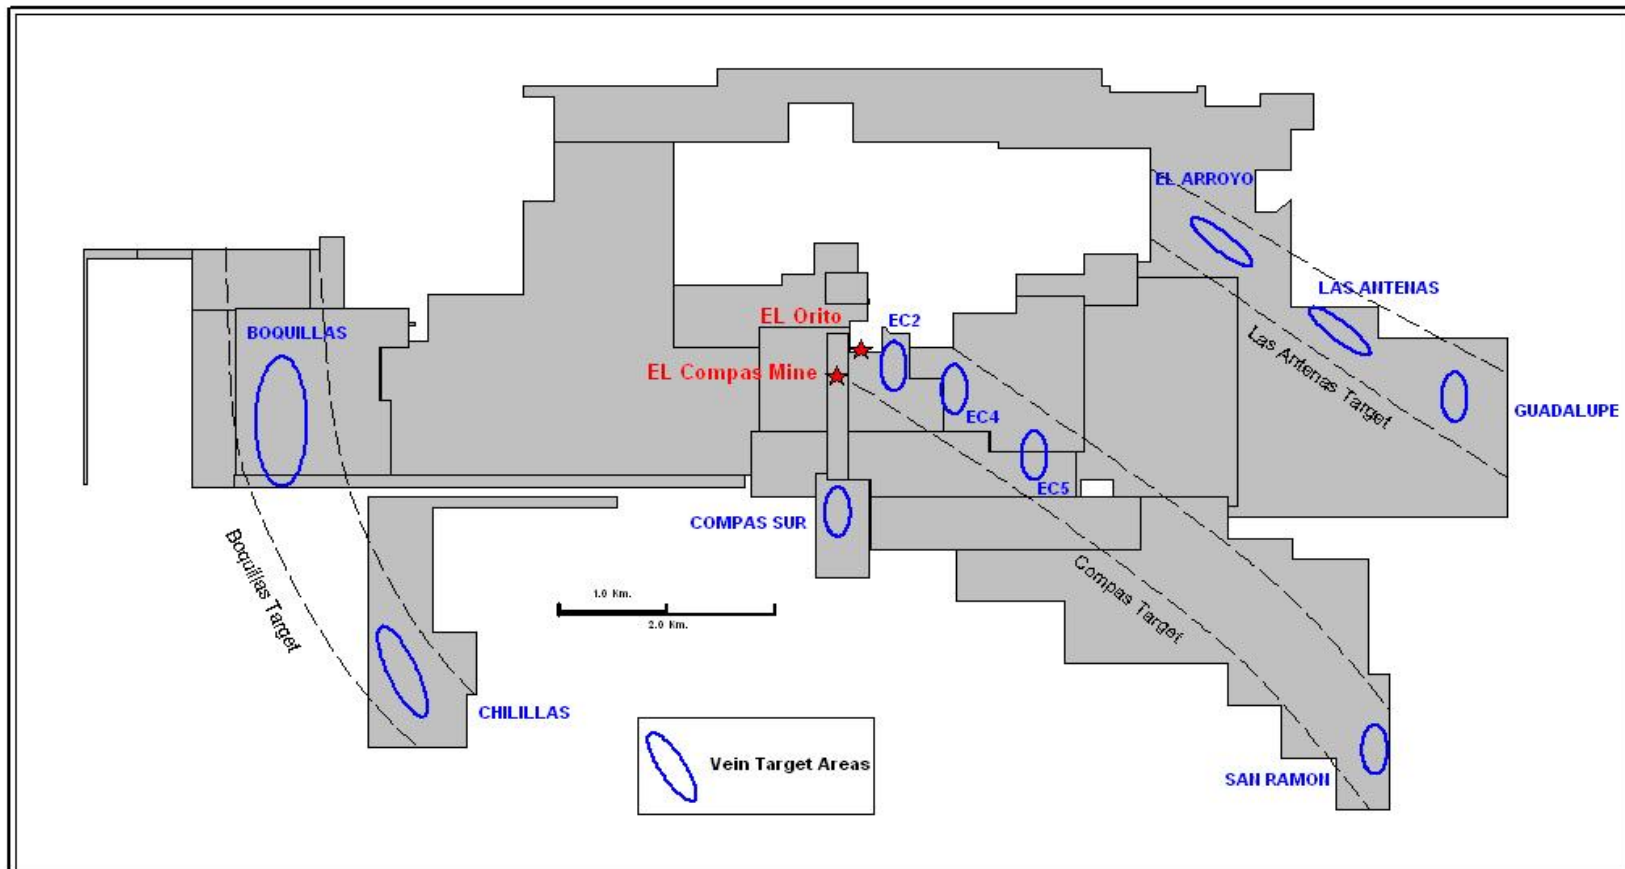 EL ARROYO
LAS ANTENAS
EL Orito
EC2
BOQUILLAS
Las Antenas Target
EL Compas Mine
GUADALUPE
EC4
EC5
COMPAS SUR
Boquillas Target
Compas Target
1.0 Km.
2.0 Km.
CHILILLAS
Vein Target Areas
SAN RAMON